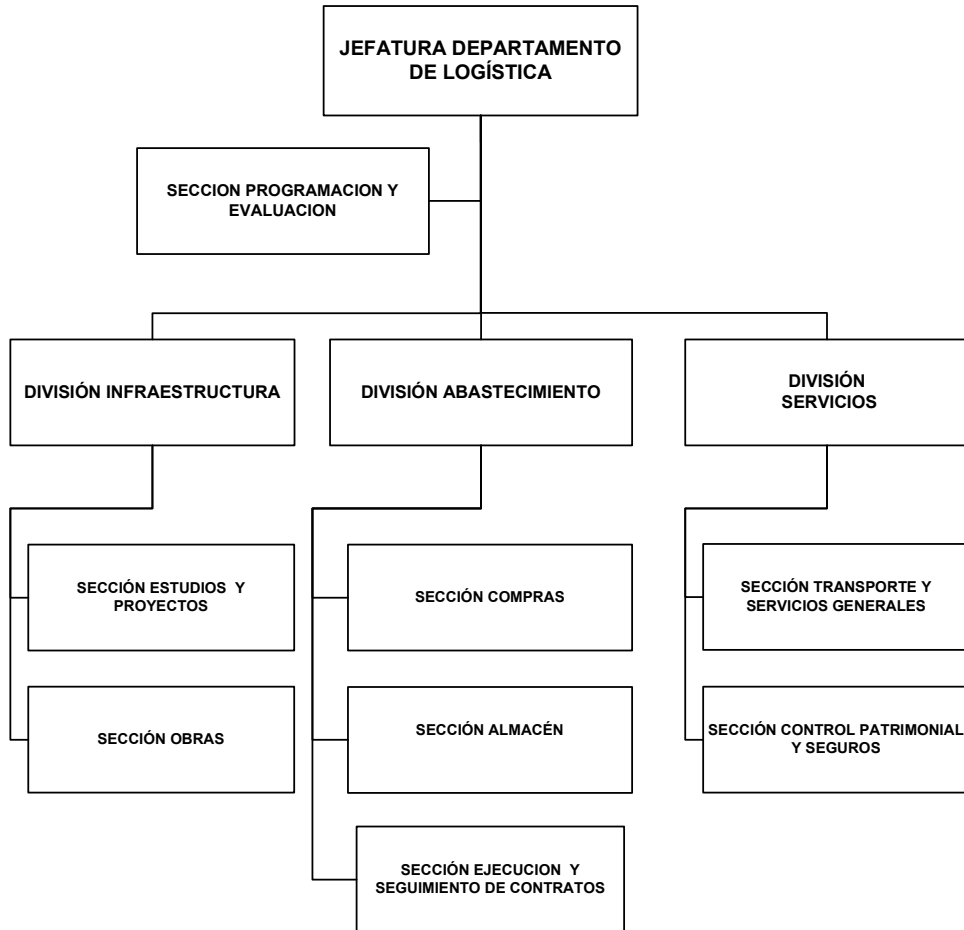 JEFATURA DEPARTAMENTO
DE LOGÍSTICA
SECCION PROGRAMACION Y
EVALUACION
DIVISIÓN INFRAESTRUCTURA
DIVISIÓN ABASTECIMIENTO
DIVISIÓN
SERVICIOS
SECCIÓN ESTUDIOS Y
PROYECTOS
SECCIÓN COMPRAS
SECCIÓN TRANSPORTE Y
SERVICIOS GENERALES
SECCIÓN OBRAS
SECCIÓN ALMACÉN
SECCIÓN CONTROL PATRIMONIAL
Y SEGUROS
SECCIÓN EJECUCION Y
SEGUIMIENTO DE CONTRATOS